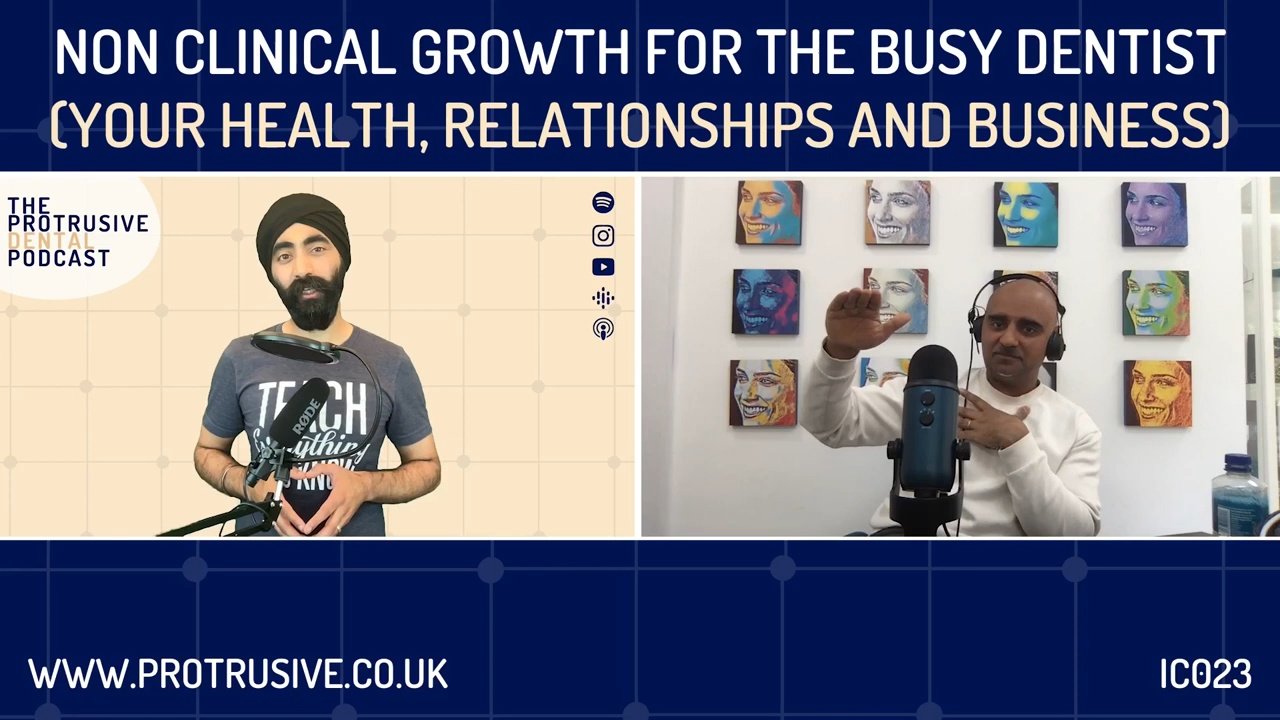 NON CLINICAL GROWTH FOR THE BUSY DENTIST
(YOUR HEALTH, RELATIONSHIPS AND BUSINESS)
THE
PROTRUSIVE
DENTAL
PODCAST
TEACH
RØDE
WWW.PROTRUSIVE.CO.UK
IC023